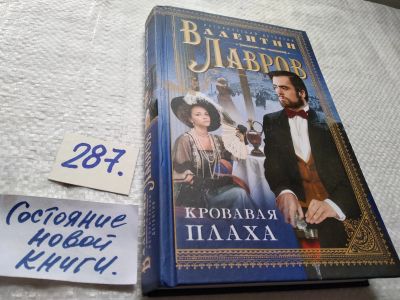 ВАЛЕНТИН
ЛАВРОВ
КРОВАВАЯ
ПЛАХА
287.
Состояние
новой
книги.